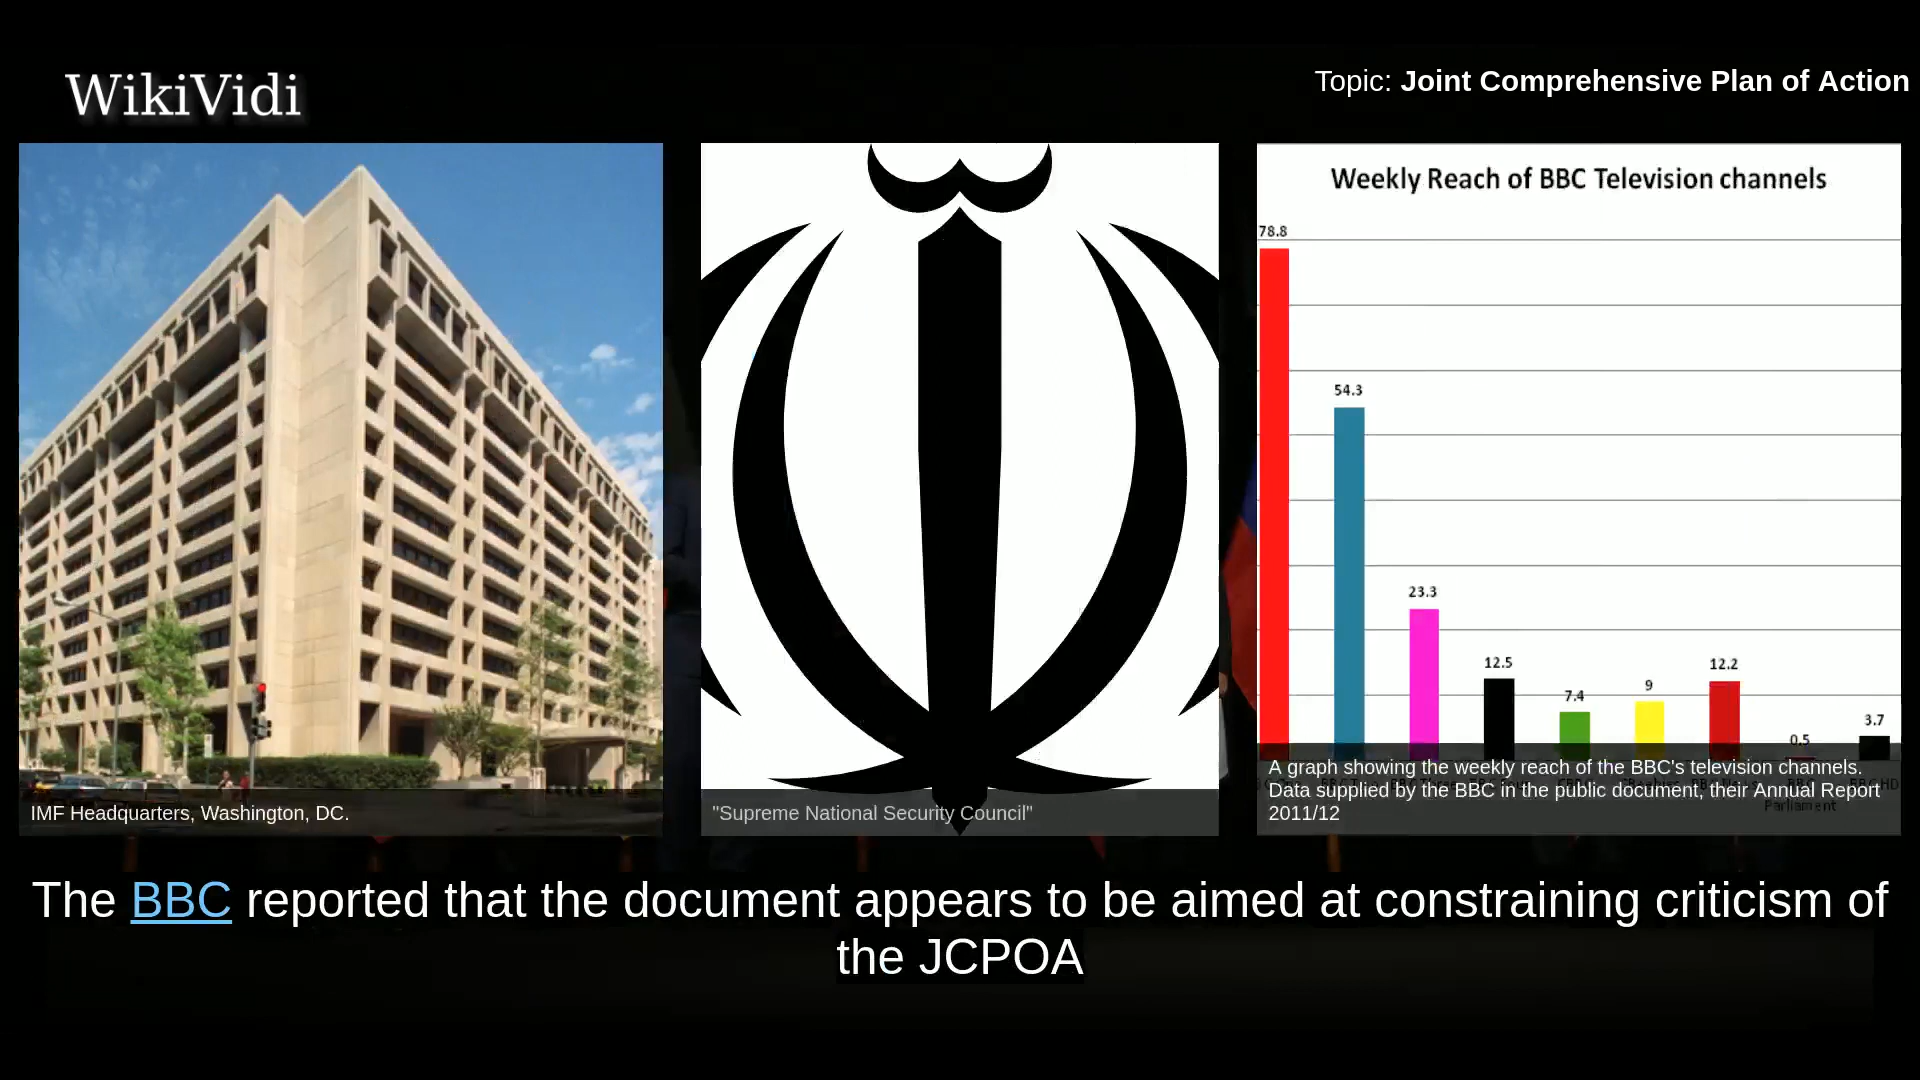 WikiVidi
Topic: Joint Comprehensive Plan of Action
IMF Headquarters, Washington, DC.
"Supreme National Security Council"
Weekly Reach of BBC Television channels
78.8
54.3
23.3
12.5
7.4
9
12.2
0.5
3.7
Parliament
A graph showing the weekly reach of the BBC's television channels.
Data supplied by the BBC in the public document, their Annual Report
2011/12
The BBC reported that the document appears to be aimed at constraining criticism of
the JCPOA